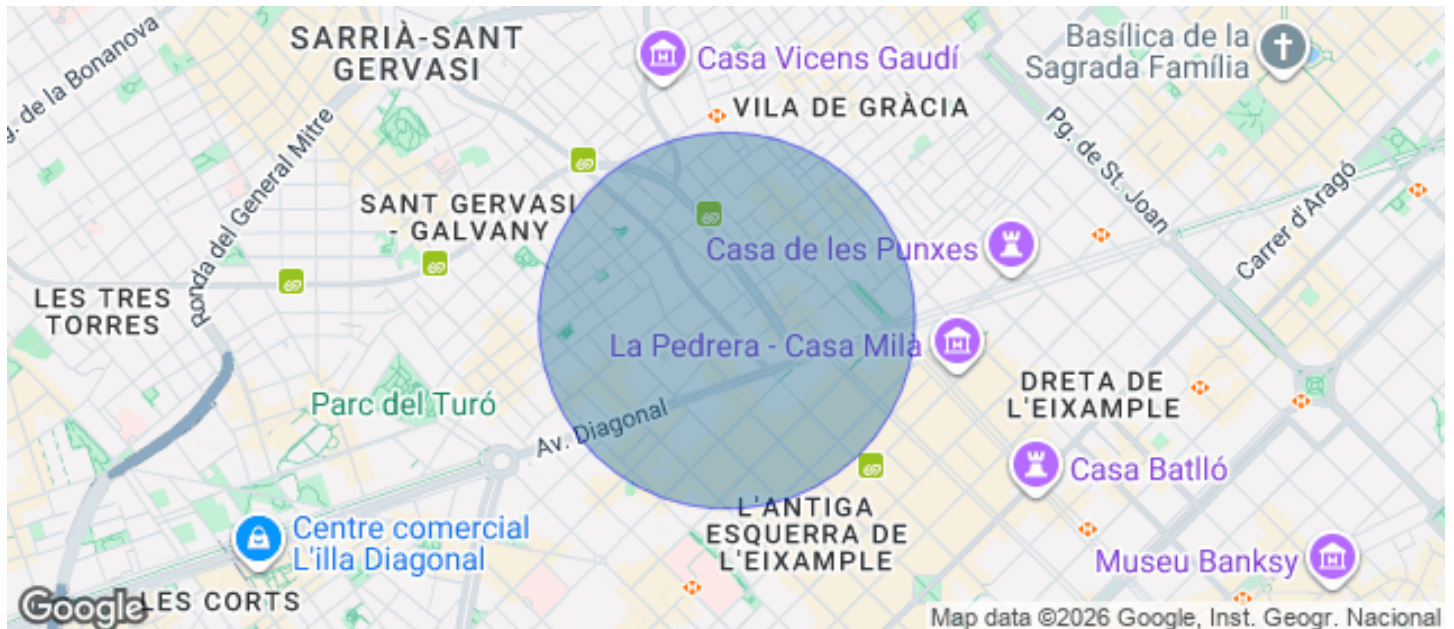 SARRIÀ-SANT
GERVASI
Casa Vicens Gaudí
Basílica de la
Sagrada Família
g. de la Bonanova
VILA DE GRÀCIA
Ronda del General Mitre
Pg. de St. Joan
Carrer d'Aragó
SANT GERVASI
- GALVANY
Casa de les Punxes
LES TRES
TORRES
La Pedrera - Casa Milà
DRETA DE
L'EIXAMPLE
Parc del Turó
Av. Diagonal
Casa Batlló
L'ANTIGA
ESQUERRA DE
L'EIXAMPLE
Centre comercial
L'illa Diagonal
Museu Banksy
Google
LES CORTS
Map data ©2026 Google, Inst. Geogr. Nacional